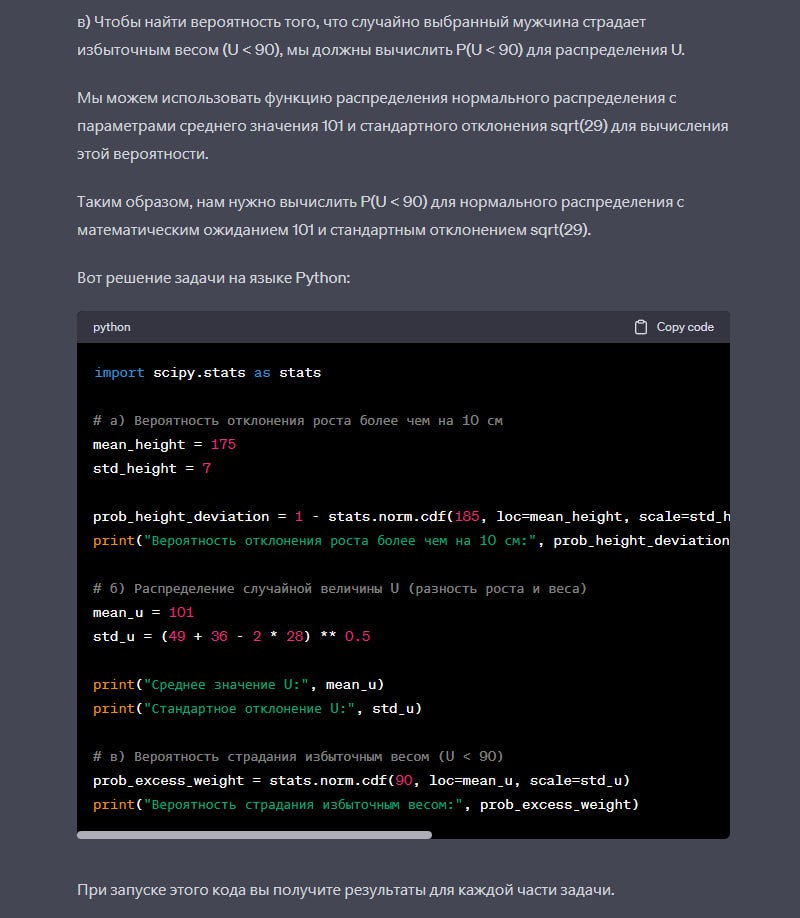 в) Чтобы найти вероятность того, что случайно выбранный мужчина страдает
избыточным весом (U < 90), мы должны вычислить P(U < 90) для распределения U.
Мы можем использовать функцию распределения нормального распределения с
параметрами среднего значения 101 и стандартного отклонения sqrt(29) для вычисления
этой вероятности.
Таким образом, нам нужно вычислить P(U < 90) для нормального распределения с
математическим ожиданием 101 и стандартным отклонением sqrt(29).
Вот решение задачи на языке Python:
python Copy code
import scipy.stats as stats
# а) Вероятность отклонения роста более чем на 10 см
mean_height = 175
std_height = 7
prob_height_deviation = 1 - stats.norm.cdf(185, loc=mean_height, scale=std_h
print("Вероятность отклонения роста более чем на 10 см:", prob_height_deviation
# б) Распределение случайной величины U (разность роста и веса)
mean_u = 101
std_u = (49 + 36 - 2 * 28) ** 0.5
print("Среднее значение U:", mean_u)
print("Стандартное отклонение U:", std_u)
# в) Вероятность страдания избыточным весом (U < 90)
prob_excess_weight = stats.norm.cdf(90, loc=mean_u, scale=std_u)
print("Вероятность страдания избыточным весом:", prob_excess_weight)
При запуске этого кода вы получите результаты для каждой части задачи.